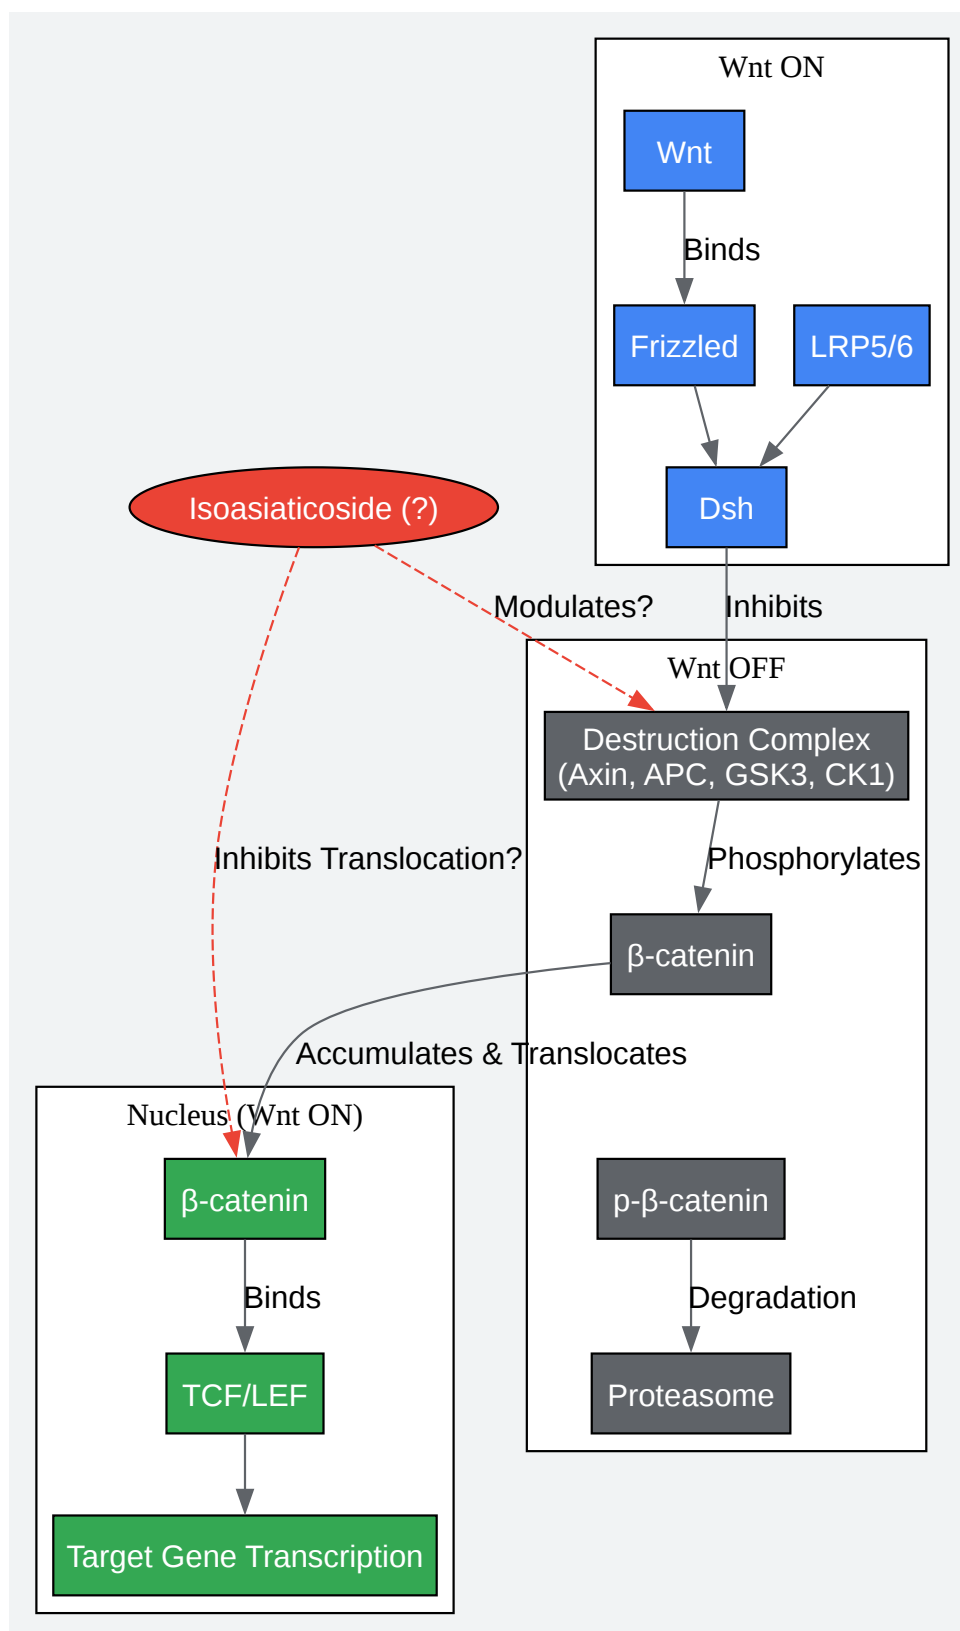 Wnt ON
Wnt
Binds
Frizzled
LRP5/6
Isoasiaticoside (?)
Dsh
Modulates?
Inhibits
Wnt OFF
Destruction Complex
(Axin, APC, GSK3, CK1)
Inhibits Translocation?
Phosphorylates
β-catenin
Accumulates & Translocates
Nucleus (Wnt ON)
β-catenin
p-β-catenin
Binds
Degradation
TCF/LEF
Proteasome
Target Gene Transcription